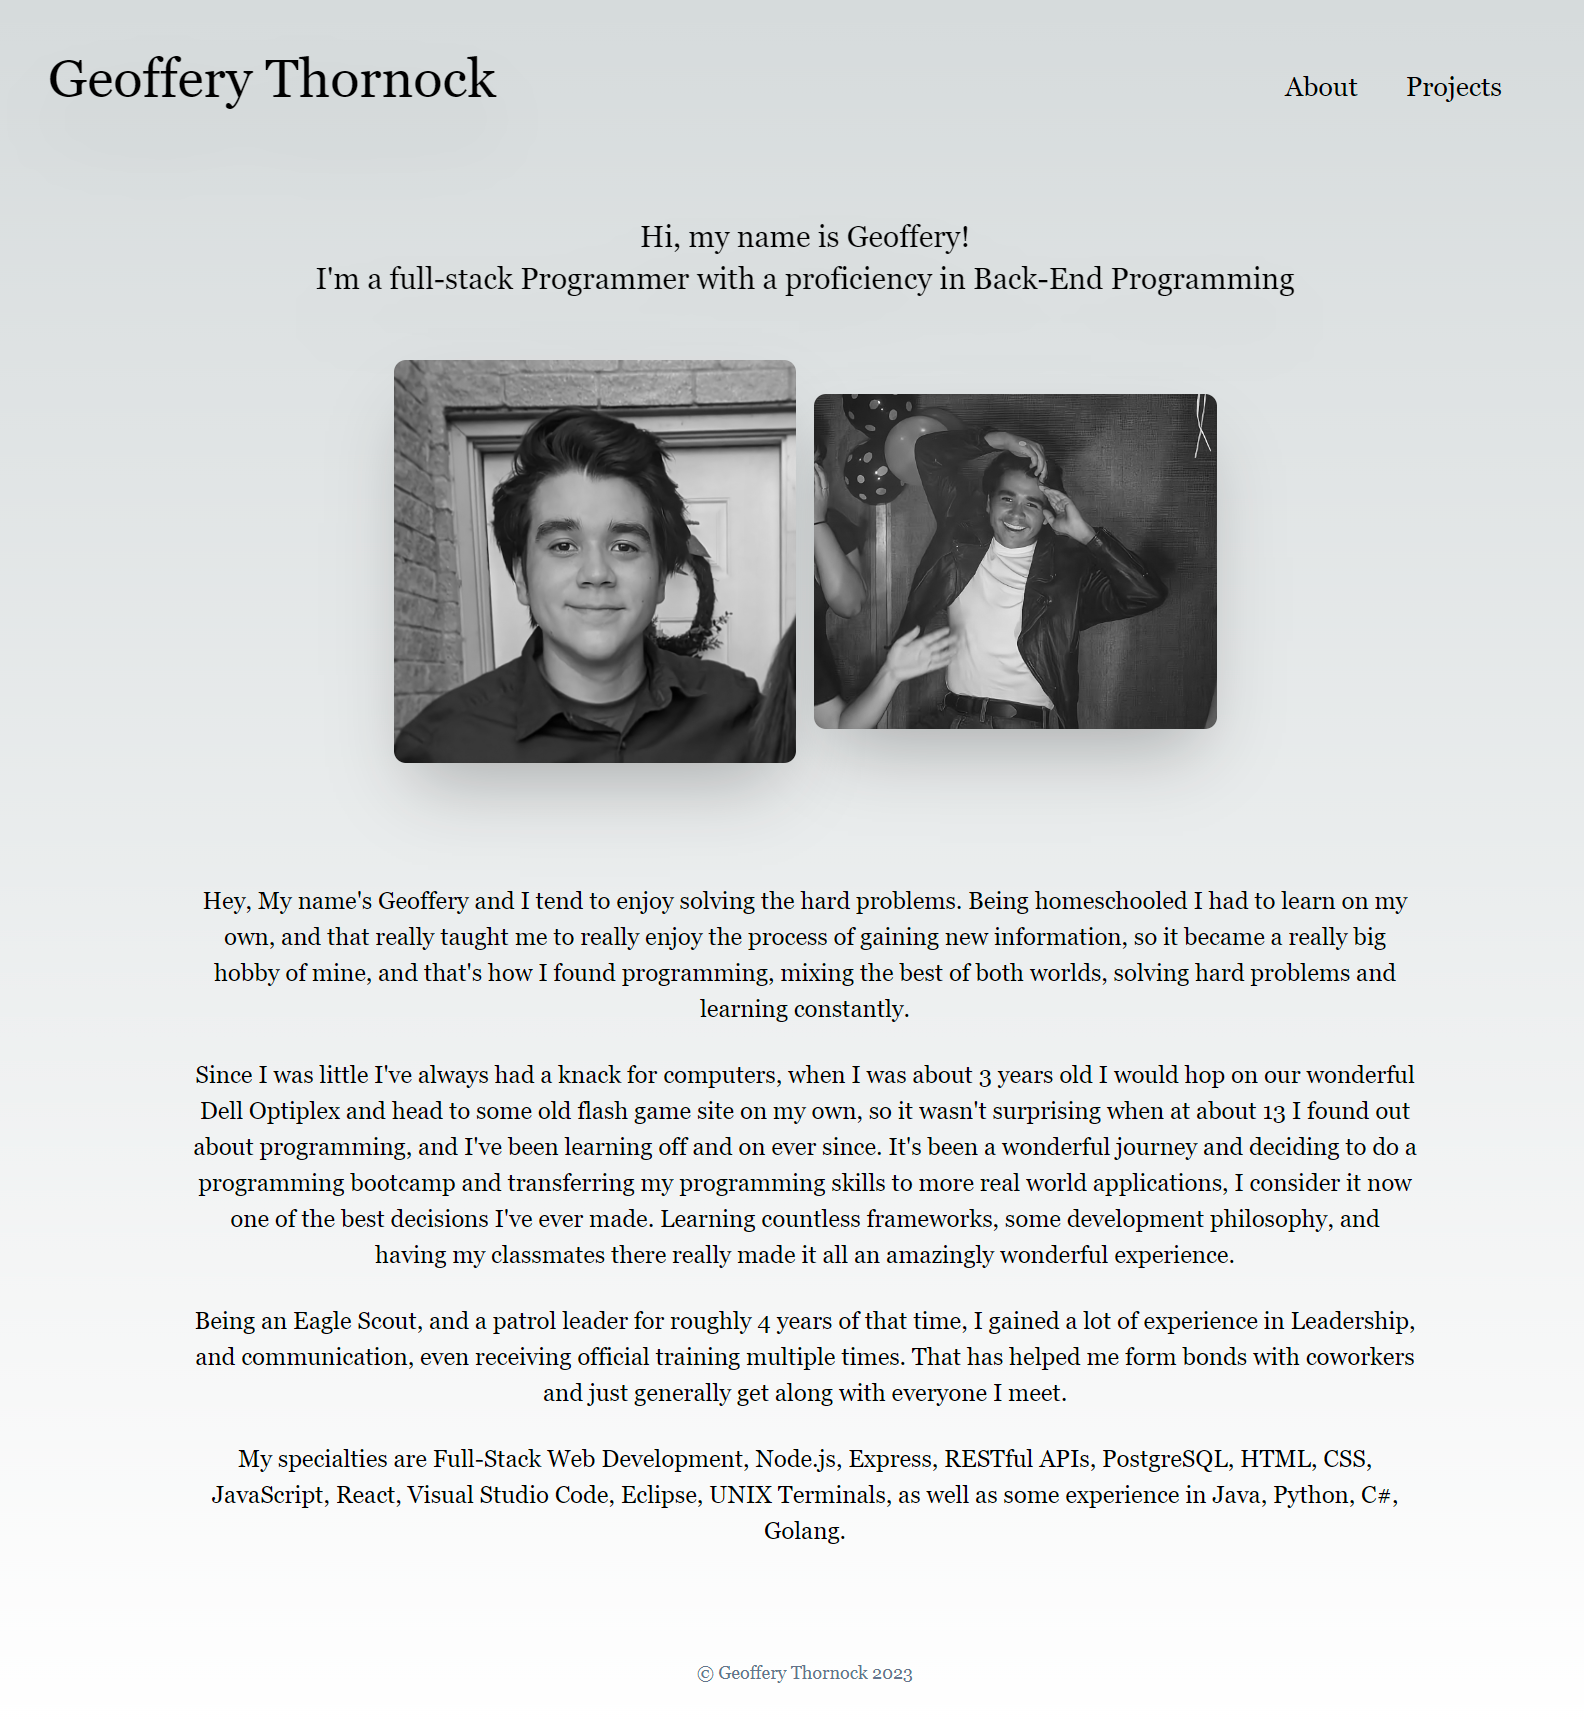 Geoffery Thornock
About Projects
Hi, my name is Geoffery!
I'm a full-stack Programmer with a proficiency in Back-End Programming
Hey, My name's Geoffery and I tend to enjoy solving the hard problems. Being homeschooled I had to learn on my
own, and that really taught me to really enjoy the process of gaining new information, so it became a really big
hobby of mine, and that's how I found programming, mixing the best of both worlds, solving hard problems and
learning constantly.
Since I was little I've always had a knack for computers, when I was about 3 years old I would hop on our wonderful
Dell Optiplex and head to some old flash game site on my own, so it wasn't surprising when at about 13 I found out
about programming, and I've been learning off and on ever since. It's been a wonderful journey and deciding to do a
programming bootcamp and transferring my programming skills to more real world applications, I consider it now
one of the best decisions I've ever made. Learning countless frameworks, some development philosophy, and
having my classmates there really made it all an amazingly wonderful experience.
Being an Eagle Scout, and a patrol leader for roughly 4 years of that time, I gained a lot of experience in Leadership,
and communication, even receiving official training multiple times. That has helped me form bonds with coworkers
and just generally get along with everyone I meet.
My specialties are Full-Stack Web Development, Node.js, Express, RESTful APIs, PostgreSQL, HTML, CSS,
JavaScript, React, Visual Studio Code, Eclipse, UNIX Terminals, as well as some experience in Java, Python, C#,
Golang.
© Geoffery Thornock 2023